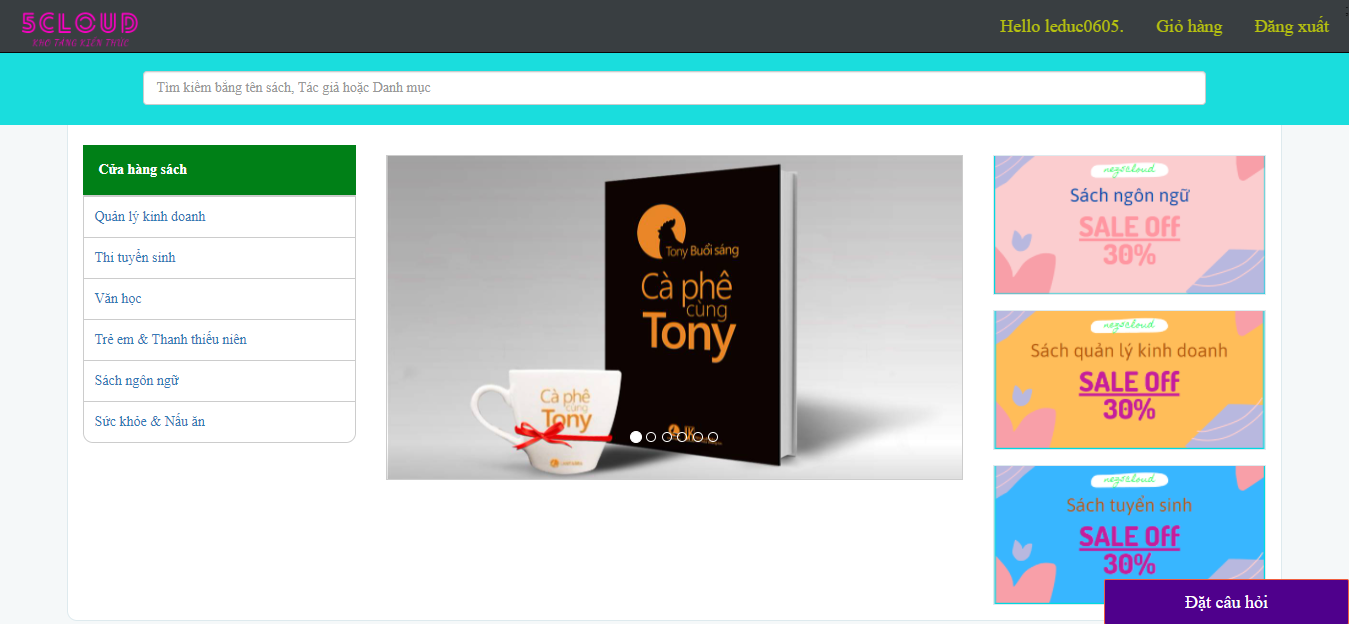 5CLOUD
KHO TÀNG KIẾN THỨC
Hello leduc0605.
Giỏ hàng
Đăng xuất
Tìm kiếm bằng tên sách, Tác giả hoặc Danh mục
Cửa hàng sách
Quản lý kinh doanh
Thi tuyển sinh
Văn học
Trẻ em & Thanh thiếu niên
Sách ngôn ngữ
Sức khỏe & Nấu ăn
Tony Buổi sáng
Cà phê
cùng
Tony
Cà phê
cùng
Tony
Sách ngôn ngữ
SALE Off
30%
Sách quản lý kinh doanh
SALE Off
30%
Sách tuyển sinh
SALE Off
30%
Đặt câu hỏi